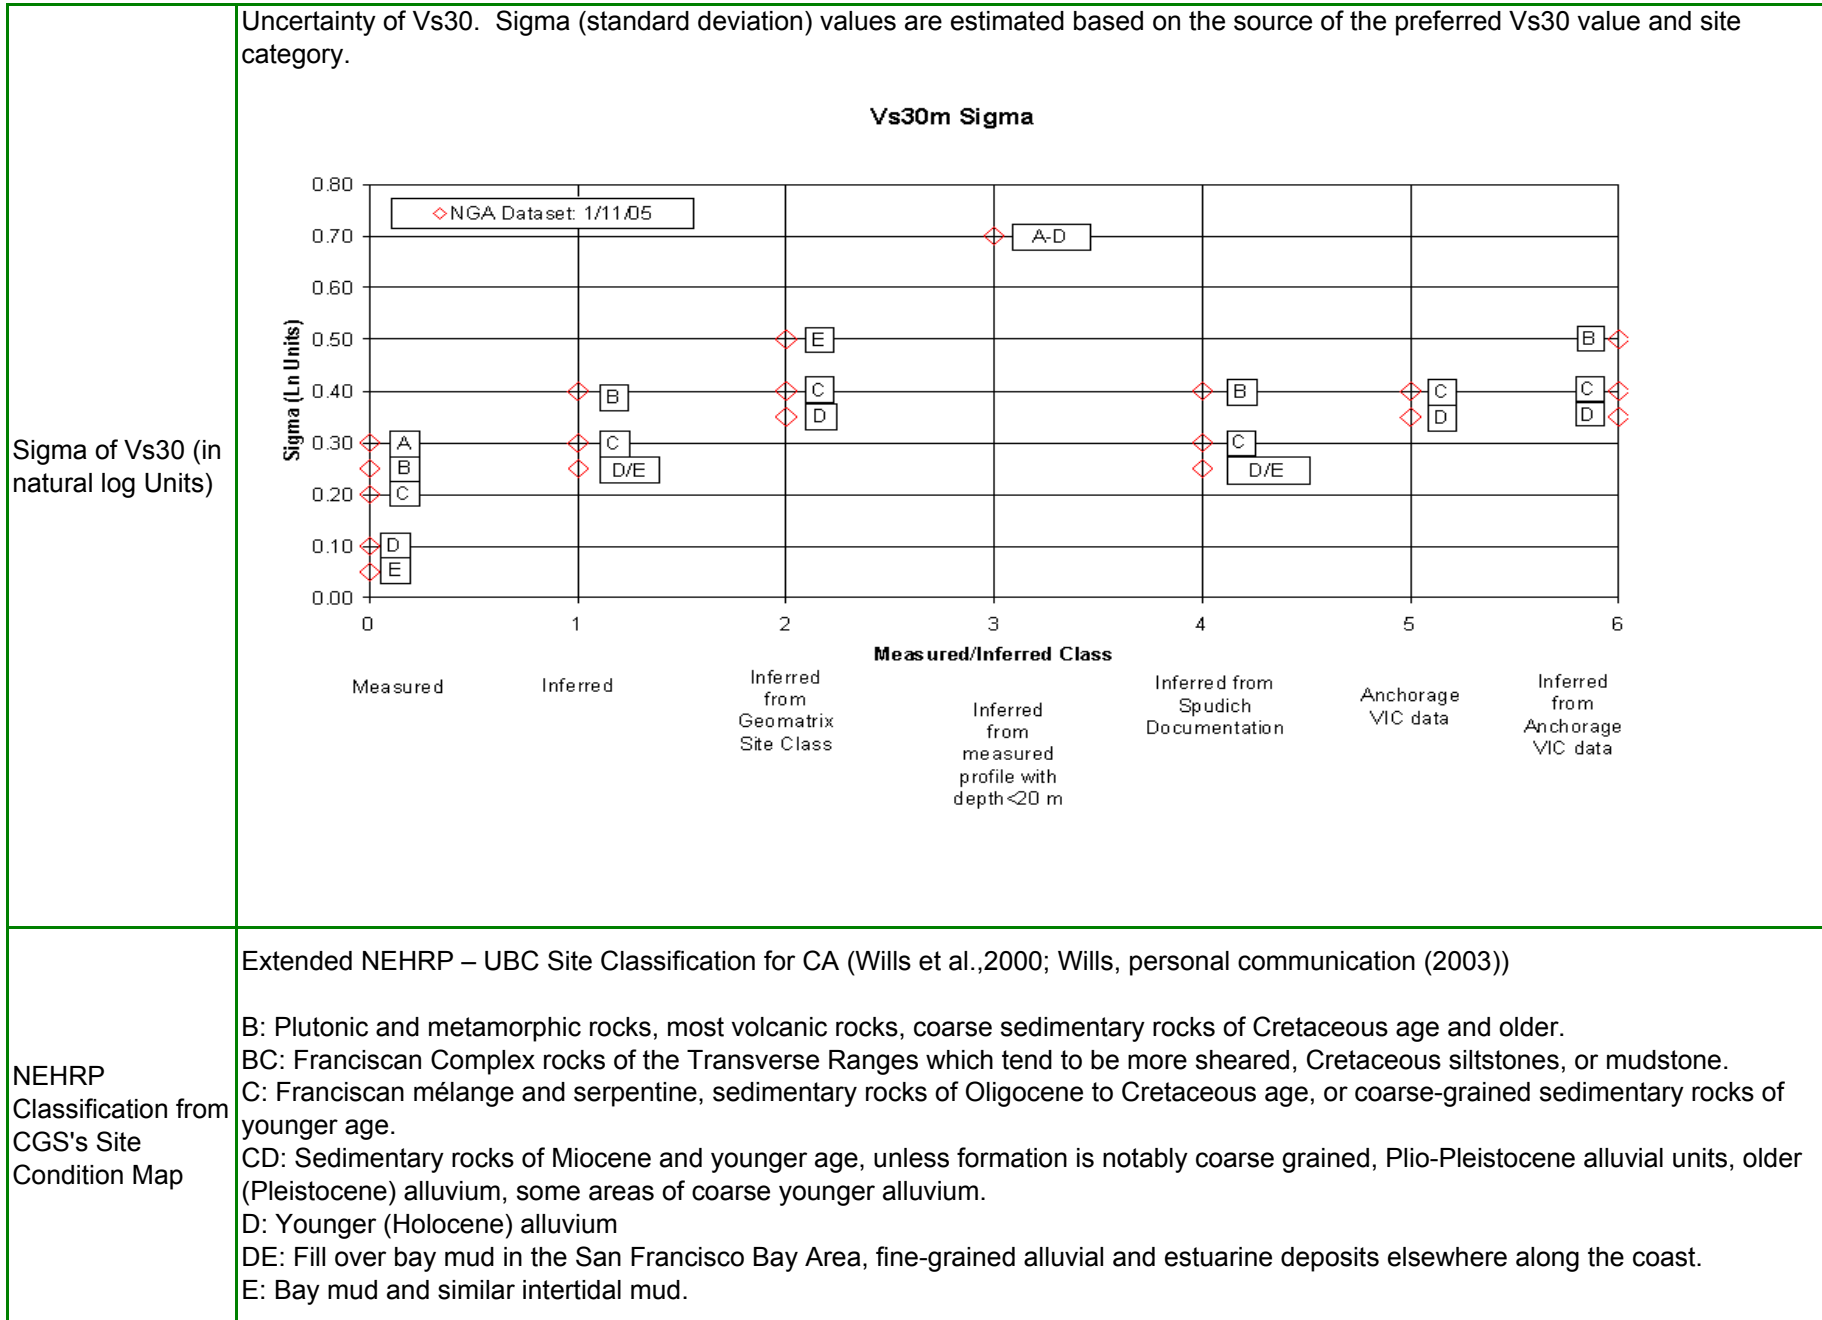 Uncertainty of Vs30.  Sigma (standard deviation) values are estimated based on the source of the preferred Vs30 value and site
category.
Sigma of Vs30 (in
natural log Units)
Vs30m Sigma
NGA Dataset: 1/11/05
Sigma (Ln Units)
0.80
0.70
0.60
0.50
0.40
0.30
0.20
0.10
0.00
A
B
C
D
E
B
C
D/E
E
C
D
A-D
B
C
D/E
C
D
B
C
D
0 1 2 3 4 5 6
Measured/Inferred Class
Measured
Inferred
Inferred
from
Geomatrix
Site Class
Inferred
from
measured
profile with
depth<20 m
Inferred from
Spudich
Documentation
Anchorage
VIC data
Inferred
from
Anchorage
VIC data
NEHRP
Classification from
CGS's Site
Condition Map
Extended NEHRP – UBC Site Classification for CA (Wills et al.,2000; Wills, personal communication (2003))
B: Plutonic and metamorphic rocks, most volcanic rocks, coarse sedimentary rocks of Cretaceous age and older.
BC: Franciscan Complex rocks of the Transverse Ranges which tend to be more sheared, Cretaceous siltstones, or mudstone.
C: Franciscan mélange and serpentine, sedimentary rocks of Oligocene to Cretaceous age, or coarse-grained sedimentary rocks of
younger age.
CD: Sedimentary rocks of Miocene and younger age, unless formation is notably coarse grained, Plio-Pleistocene alluvial units, older
(Pleistocene) alluvium, some areas of coarse younger alluvium.
D: Younger (Holocene) alluvium
DE: Fill over bay mud in the San Francisco Bay Area, fine-grained alluvial and estuarine deposits elsewhere along the coast.
E: Bay mud and similar intertidal mud.